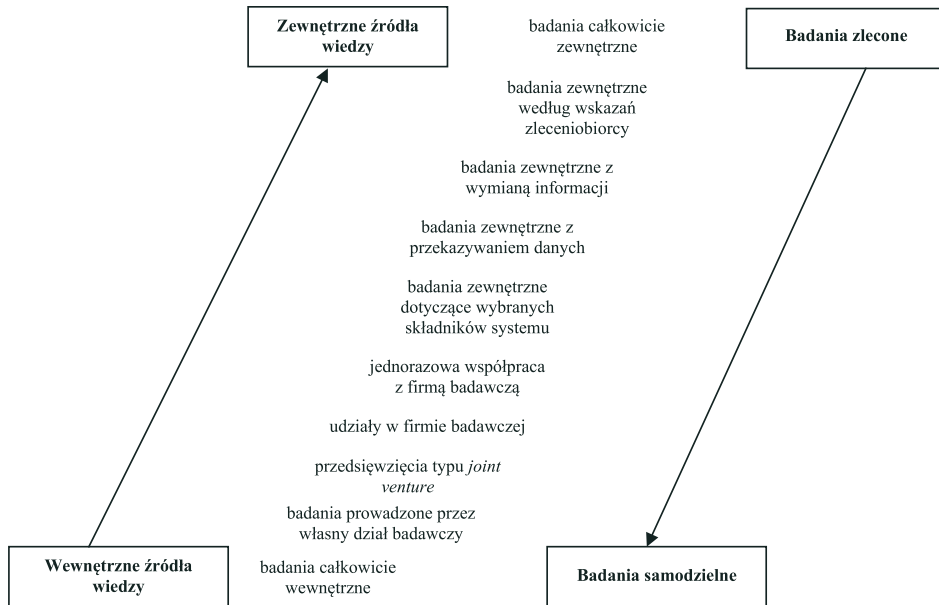 Zewnętrzne źródła
wiedzy
badania całkowicie
zewnętrzne
Badania zlecone
badania zewnętrzne
według wskazań
zleceniobiorcy
badania zewnętrzne z
wymianą informacji
badania zewnętrzne z
przekazywaniem danych
badania zewnętrzne
dotyczące wybranych
składników systemu
jednorazowa współpraca
z firmą badawczą
udziały w firmie badawczej
przedsięwzięcia typu joint
venture
badania prowadzone przez
własny dział badawczy
Wewnętrzne źródła
wiedzy
badania całkowicie
wewnętrzne
Badania samodzielne